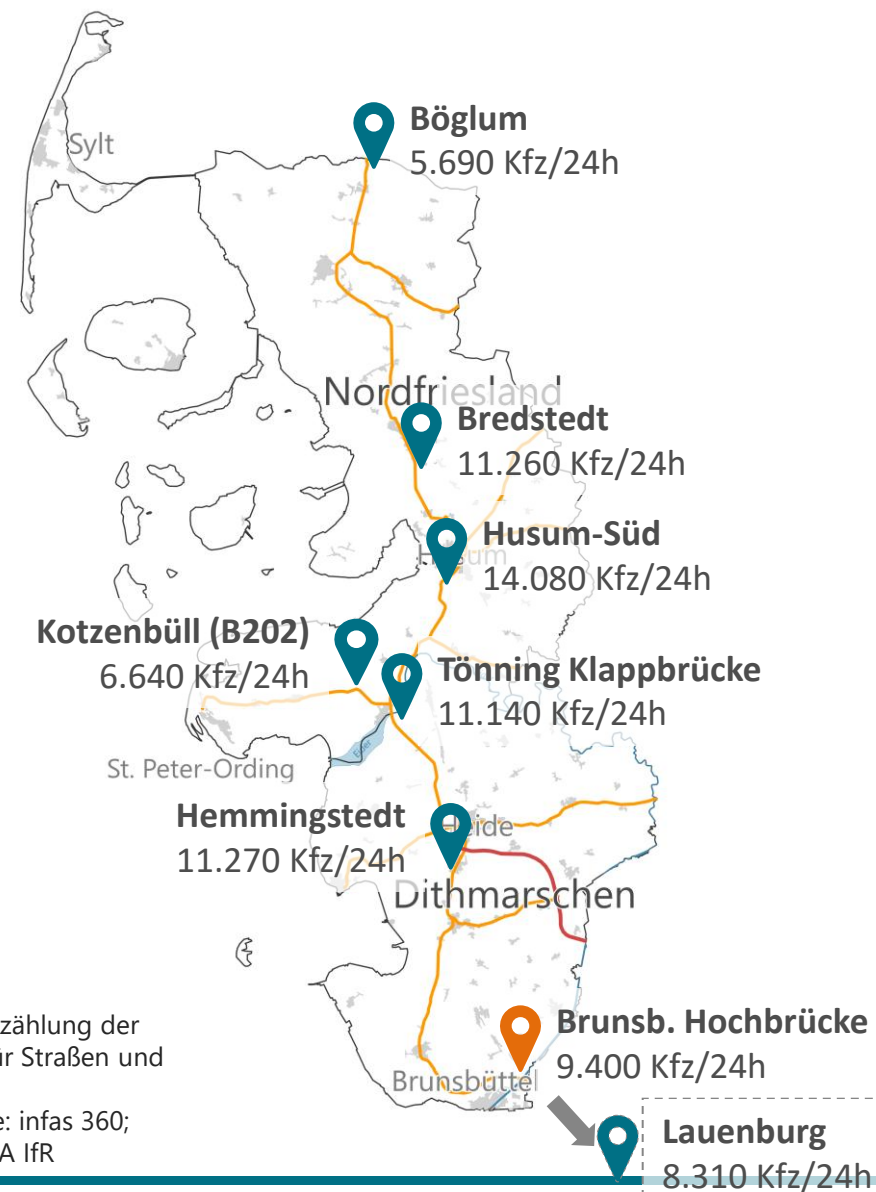 Böglum
5.690 Kfz/24h
Sylt
Nordfriesland
Bredstedt
11.260 Kfz/24h
Husum-Süd
Husum
14.080 Kfz/24h
Kotzenbüll (B202)
6.640 Kfz/24h
Tönning Klappbrücke
11.140 Kfz/24h
Eider
St. Peter-Ording
Hemmingstedt
Heide
11.270 Kfz/24h
Dithmarschen
zählung der
ür Straßen und
Brunsb. Hochbrücke
9.400 Kfz/24h
Brunsbüttel
e: infas 360;
A IfR
Lauenburg
8.310 Kfz/24h